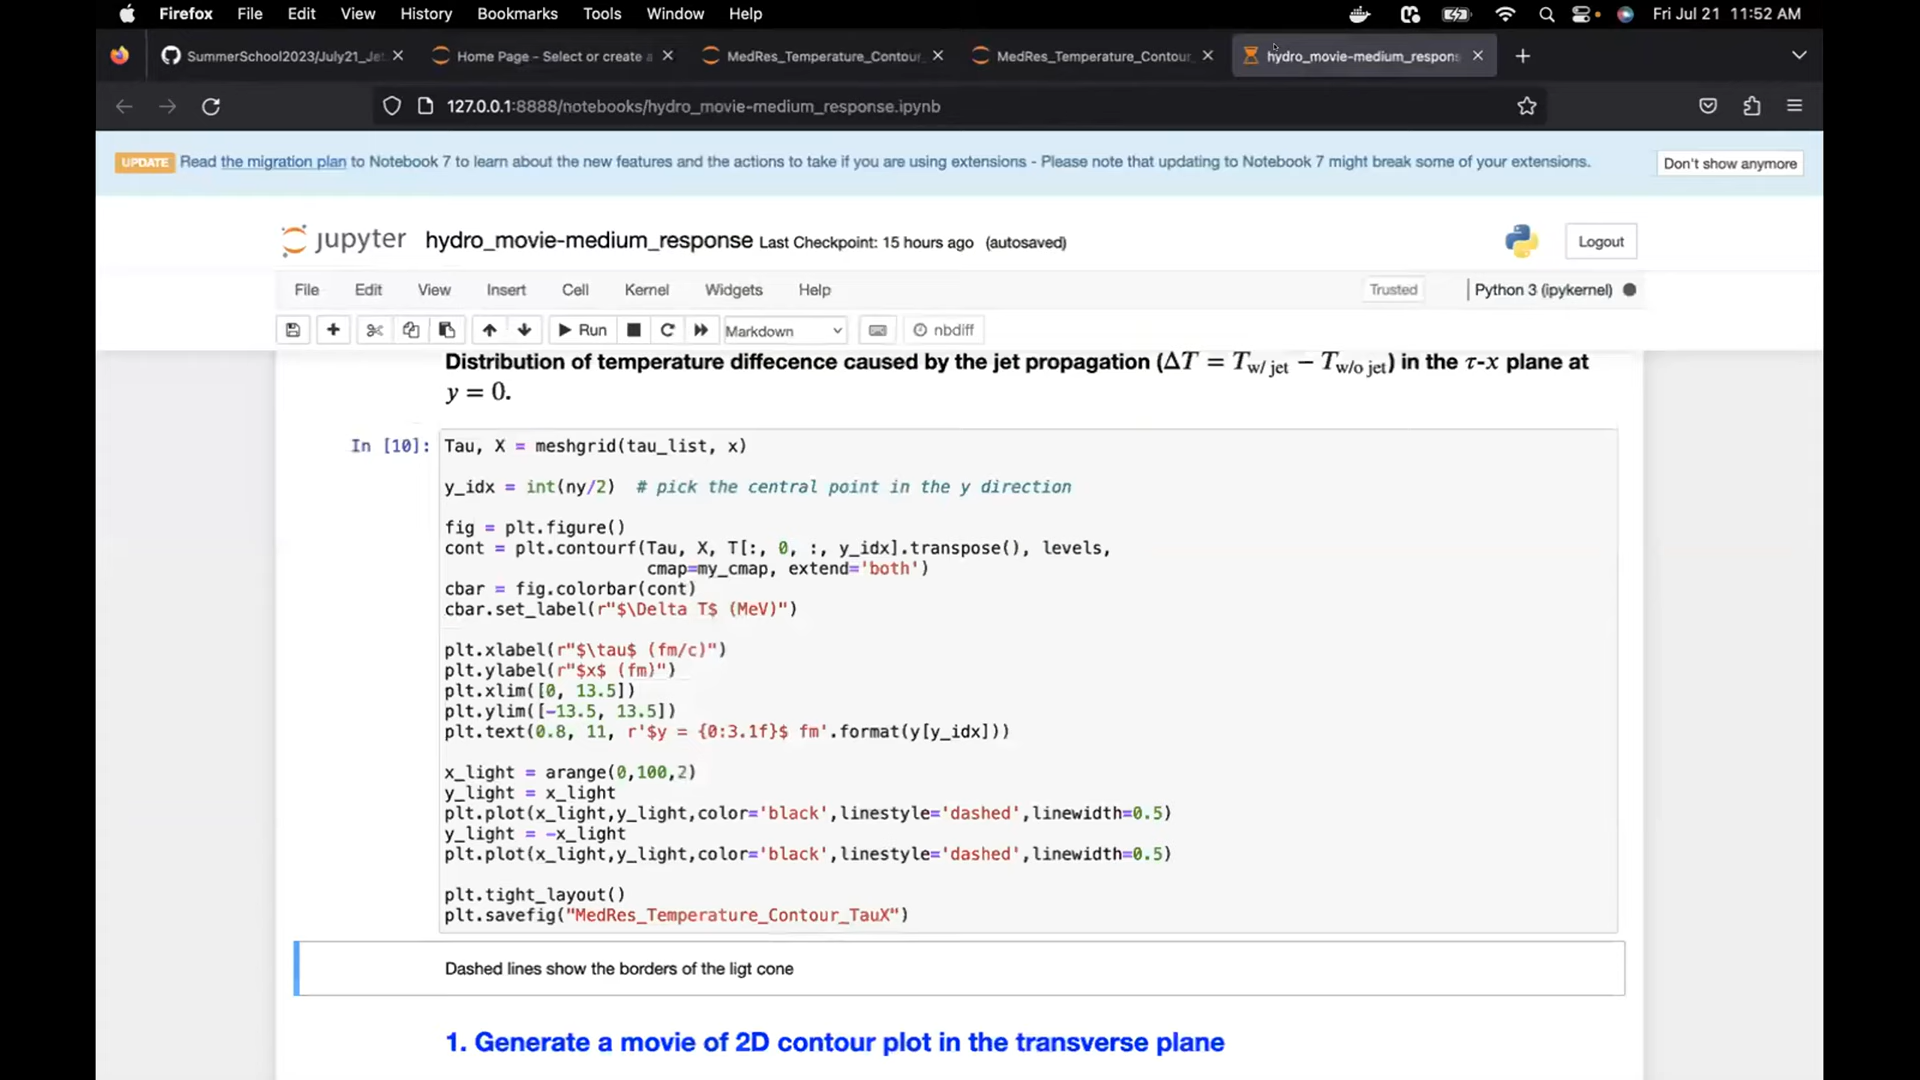 Firefox File Edit View History Bookmarks Tools Window Help Fri Jul 21 11:52 AM
SummerSchool2023/July21_Jet Home Page - Select or create a MedRes_Temperature_Contour_ MedRes_Temperature_Contour_ hydro_movie-medium_respons
127.0.0.1:8888/notebooks/hydro_movie-medium_response.ipynb
UPDATE Read the migration plan to Notebook 7 to learn about the new features and the actions to take if you are using extensions - Please note that updating to Notebook 7 might break some of your extensions. Don't show anymore
jupyter hydro_movie-medium_response Last Checkpoint: 15 hours ago (autosaved) Logout
File Edit View Insert Cell Kernel Widgets Help Trusted Python 3 (ipykernel)
Run Markdown nbdiff
Distribution of temperature diffecence caused by the jet propagation (ΔT = T_w/ jet − T_w/o jet) in the τ-x plane at
y = 0.
In [10]: Tau, X = meshgrid(tau_list, x)
y_idx = int(ny/2) # pick the central point in the y direction
fig = plt.figure()
cont = plt.contourf(Tau, X, T[:, 0, :, y_idx].transpose(), levels,
cmap=my_cmap, extend='both')
cbar = fig.colorbar(cont)
cbar.set_label(r"$\Delta T$ (MeV)")
plt.xlabel(r"$\tau$ (fm/c)")
plt.ylabel(r"$x$ (fm)")
plt.xlim([0, 13.5])
plt.ylim([-13.5, 13.5])
plt.text(0.8, 11, r'$y = {0:3.1f}$ fm'.format(y[y_idx]))
x_light = arange(0,100,2)
y_light = x_light
plt.plot(x_light,y_light,color='black',linestyle='dashed',linewidth=0.5)
y_light = -x_light
plt.plot(x_light,y_light,color='black',linestyle='dashed',linewidth=0.5)
plt.tight_layout()
plt.savefig("MedRes_Temperature_Contour_TauX")
Dashed lines show the borders of the ligt cone
1. Generate a movie of 2D contour plot in the transverse plane